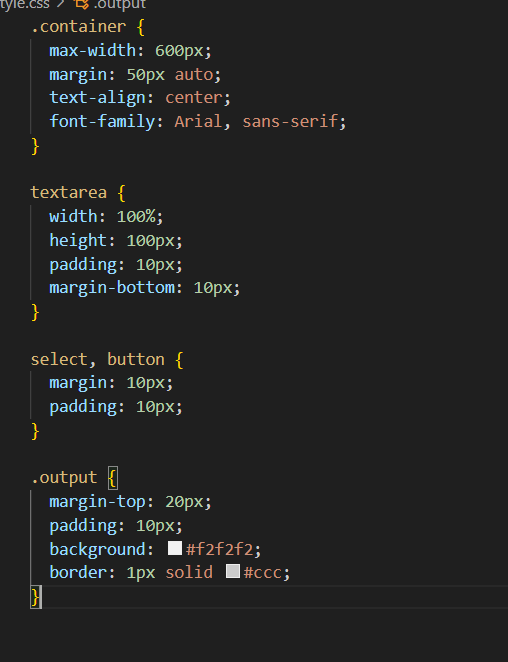 tyle.css > .output
.container {
  max-width: 600px;
  margin: 50px auto;
  text-align: center;
  font-family: Arial, sans-serif;
}

textarea {
  width: 100%;
  height: 100px;
  padding: 10px;
  margin-bottom: 10px;
}

select, button {
  margin: 10px;
  padding: 10px;
}

.output {
  margin-top: 20px;
  padding: 10px;
  background: #f2f2f2;
  border: 1px solid #ccc;
}